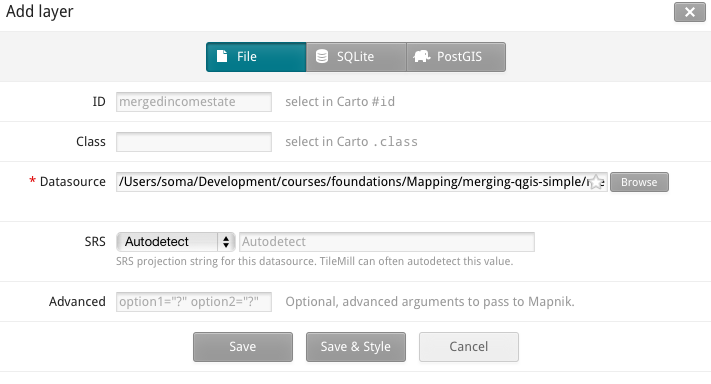 Add layer
File SQLite PostGIS
ID mergedincomestate select in Carto #id
Class select in Carto .class
* Datasource /Users/soma/Development/courses/foundations/Mapping/merging-qgis-simple/ Browse
SRS Autodetect Autodetect
SRS projection string for this datasource. TileMill can often autodetect this value.
Advanced option1="?" option2="?" Optional, advanced arguments to pass to Mapnik.
Save Save & Style Cancel